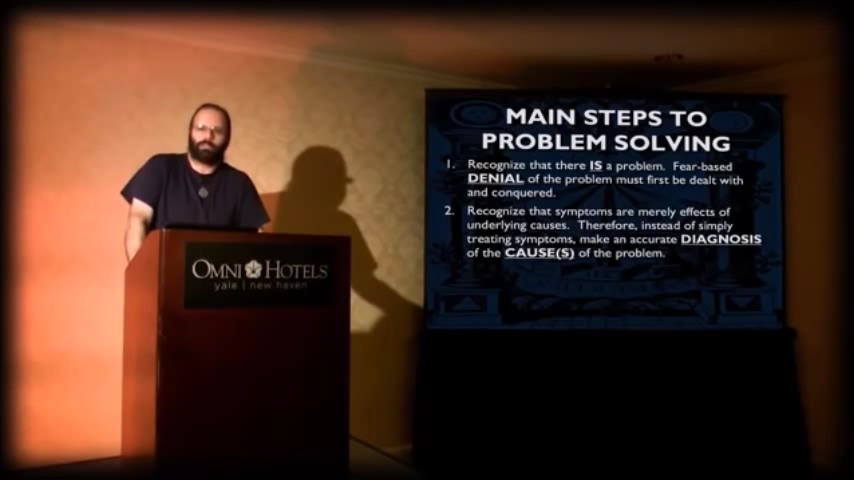 OMNI HOTELS
yale | new haven
MAIN STEPS TO
PROBLEM SOLVING
1. Recognize that there IS a problem. Fear-based
DENIAL of the problem must first be dealt with
and conquered.
2. Recognize that symptoms are merely effects of
underlying causes. Therefore, instead of simply
treating symptoms, make an accurate DIAGNOSIS
of the CAUSE(S) of the problem.